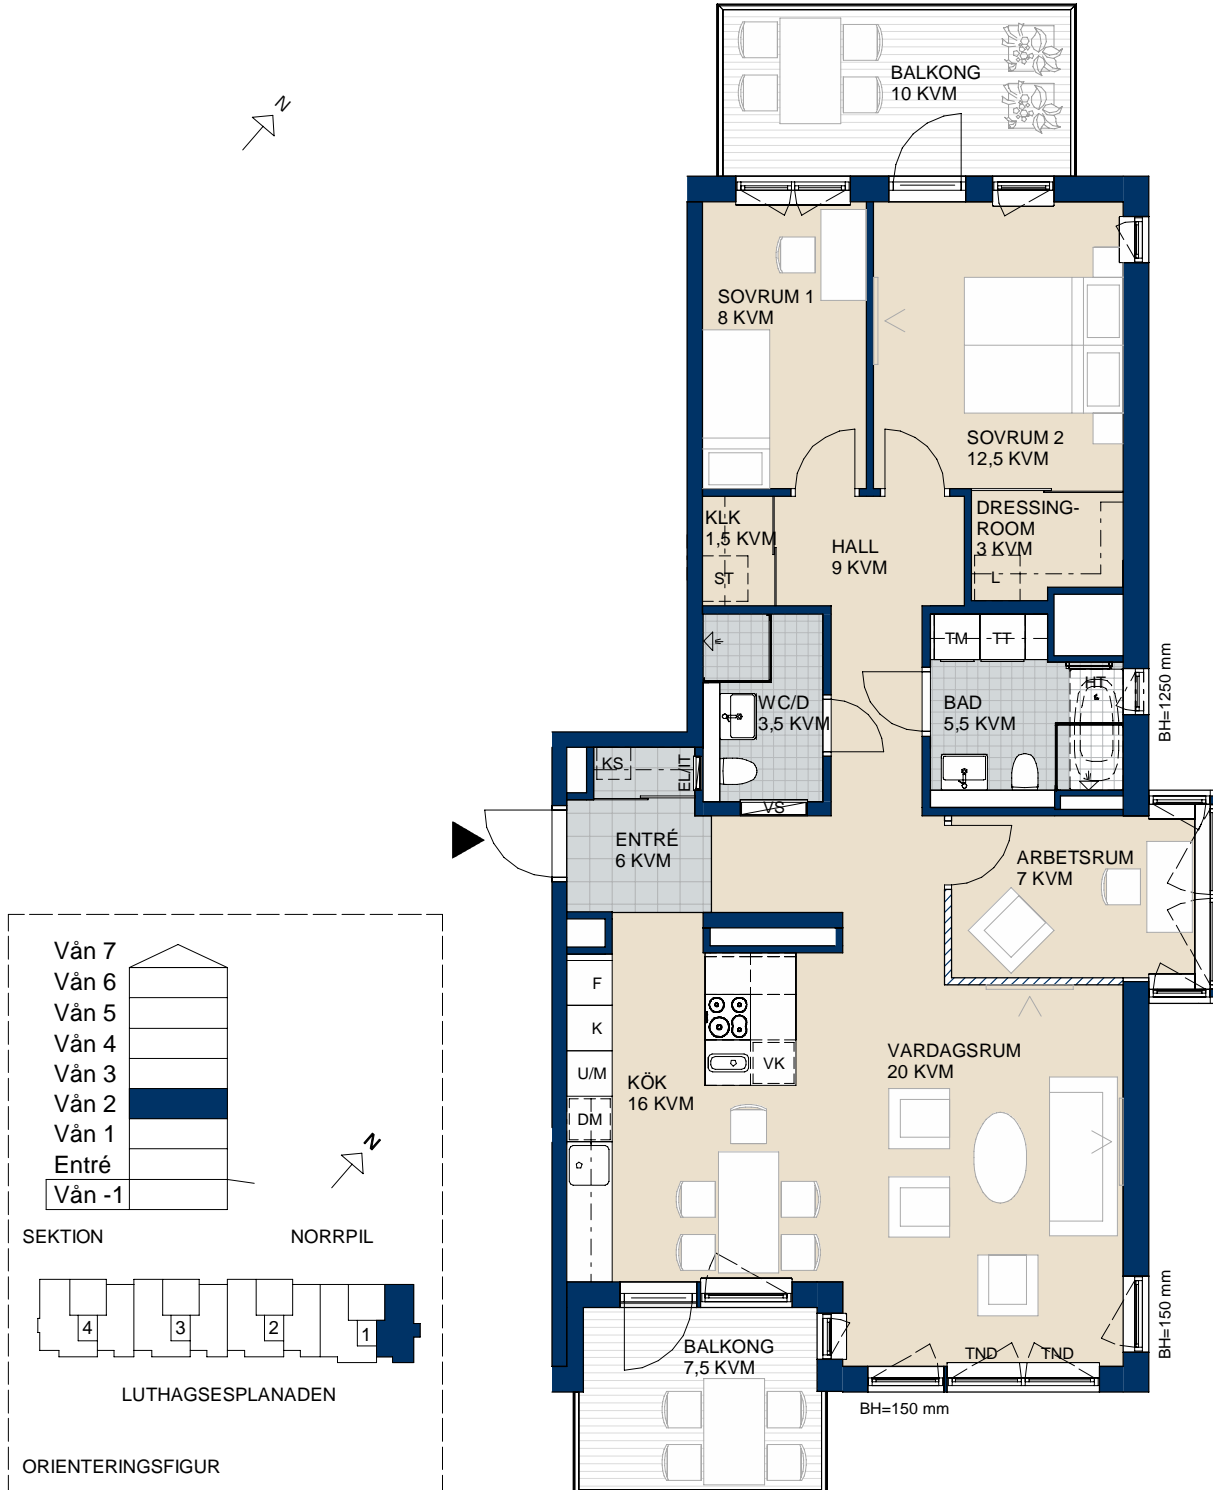 N
BALKONG
10 KVM
SOVRUM 1
8 KVM
SOVRUM 2
12,5 KVM
KLK
1,5 KVM
ST
HALL
9 KVM
DRESSING-
ROOM
3 KVM
L
TM
TT
WC/D
3,5 KVM
BAD
5,5 KVM
HT
BH=1250 mm
KS
EL/IT
VS
ENTRÉ
6 KVM
ARBETSRUM
7 KVM
F
K
U/M
DM
VK
KÖK
16 KVM
VARDAGSRUM
20 KVM
BALKONG
7,5 KVM
TND
TND
BH=150 mm
BH=150 mm
Vån 7
Vån 6
Vån 5
Vån 4
Vån 3
Vån 2
Vån 1
Entré
Vån -1
N
SEKTION
NORRPIL
4
3
2
1
LUTHAGSESPLANADEN
ORIENTERINGSFIGUR